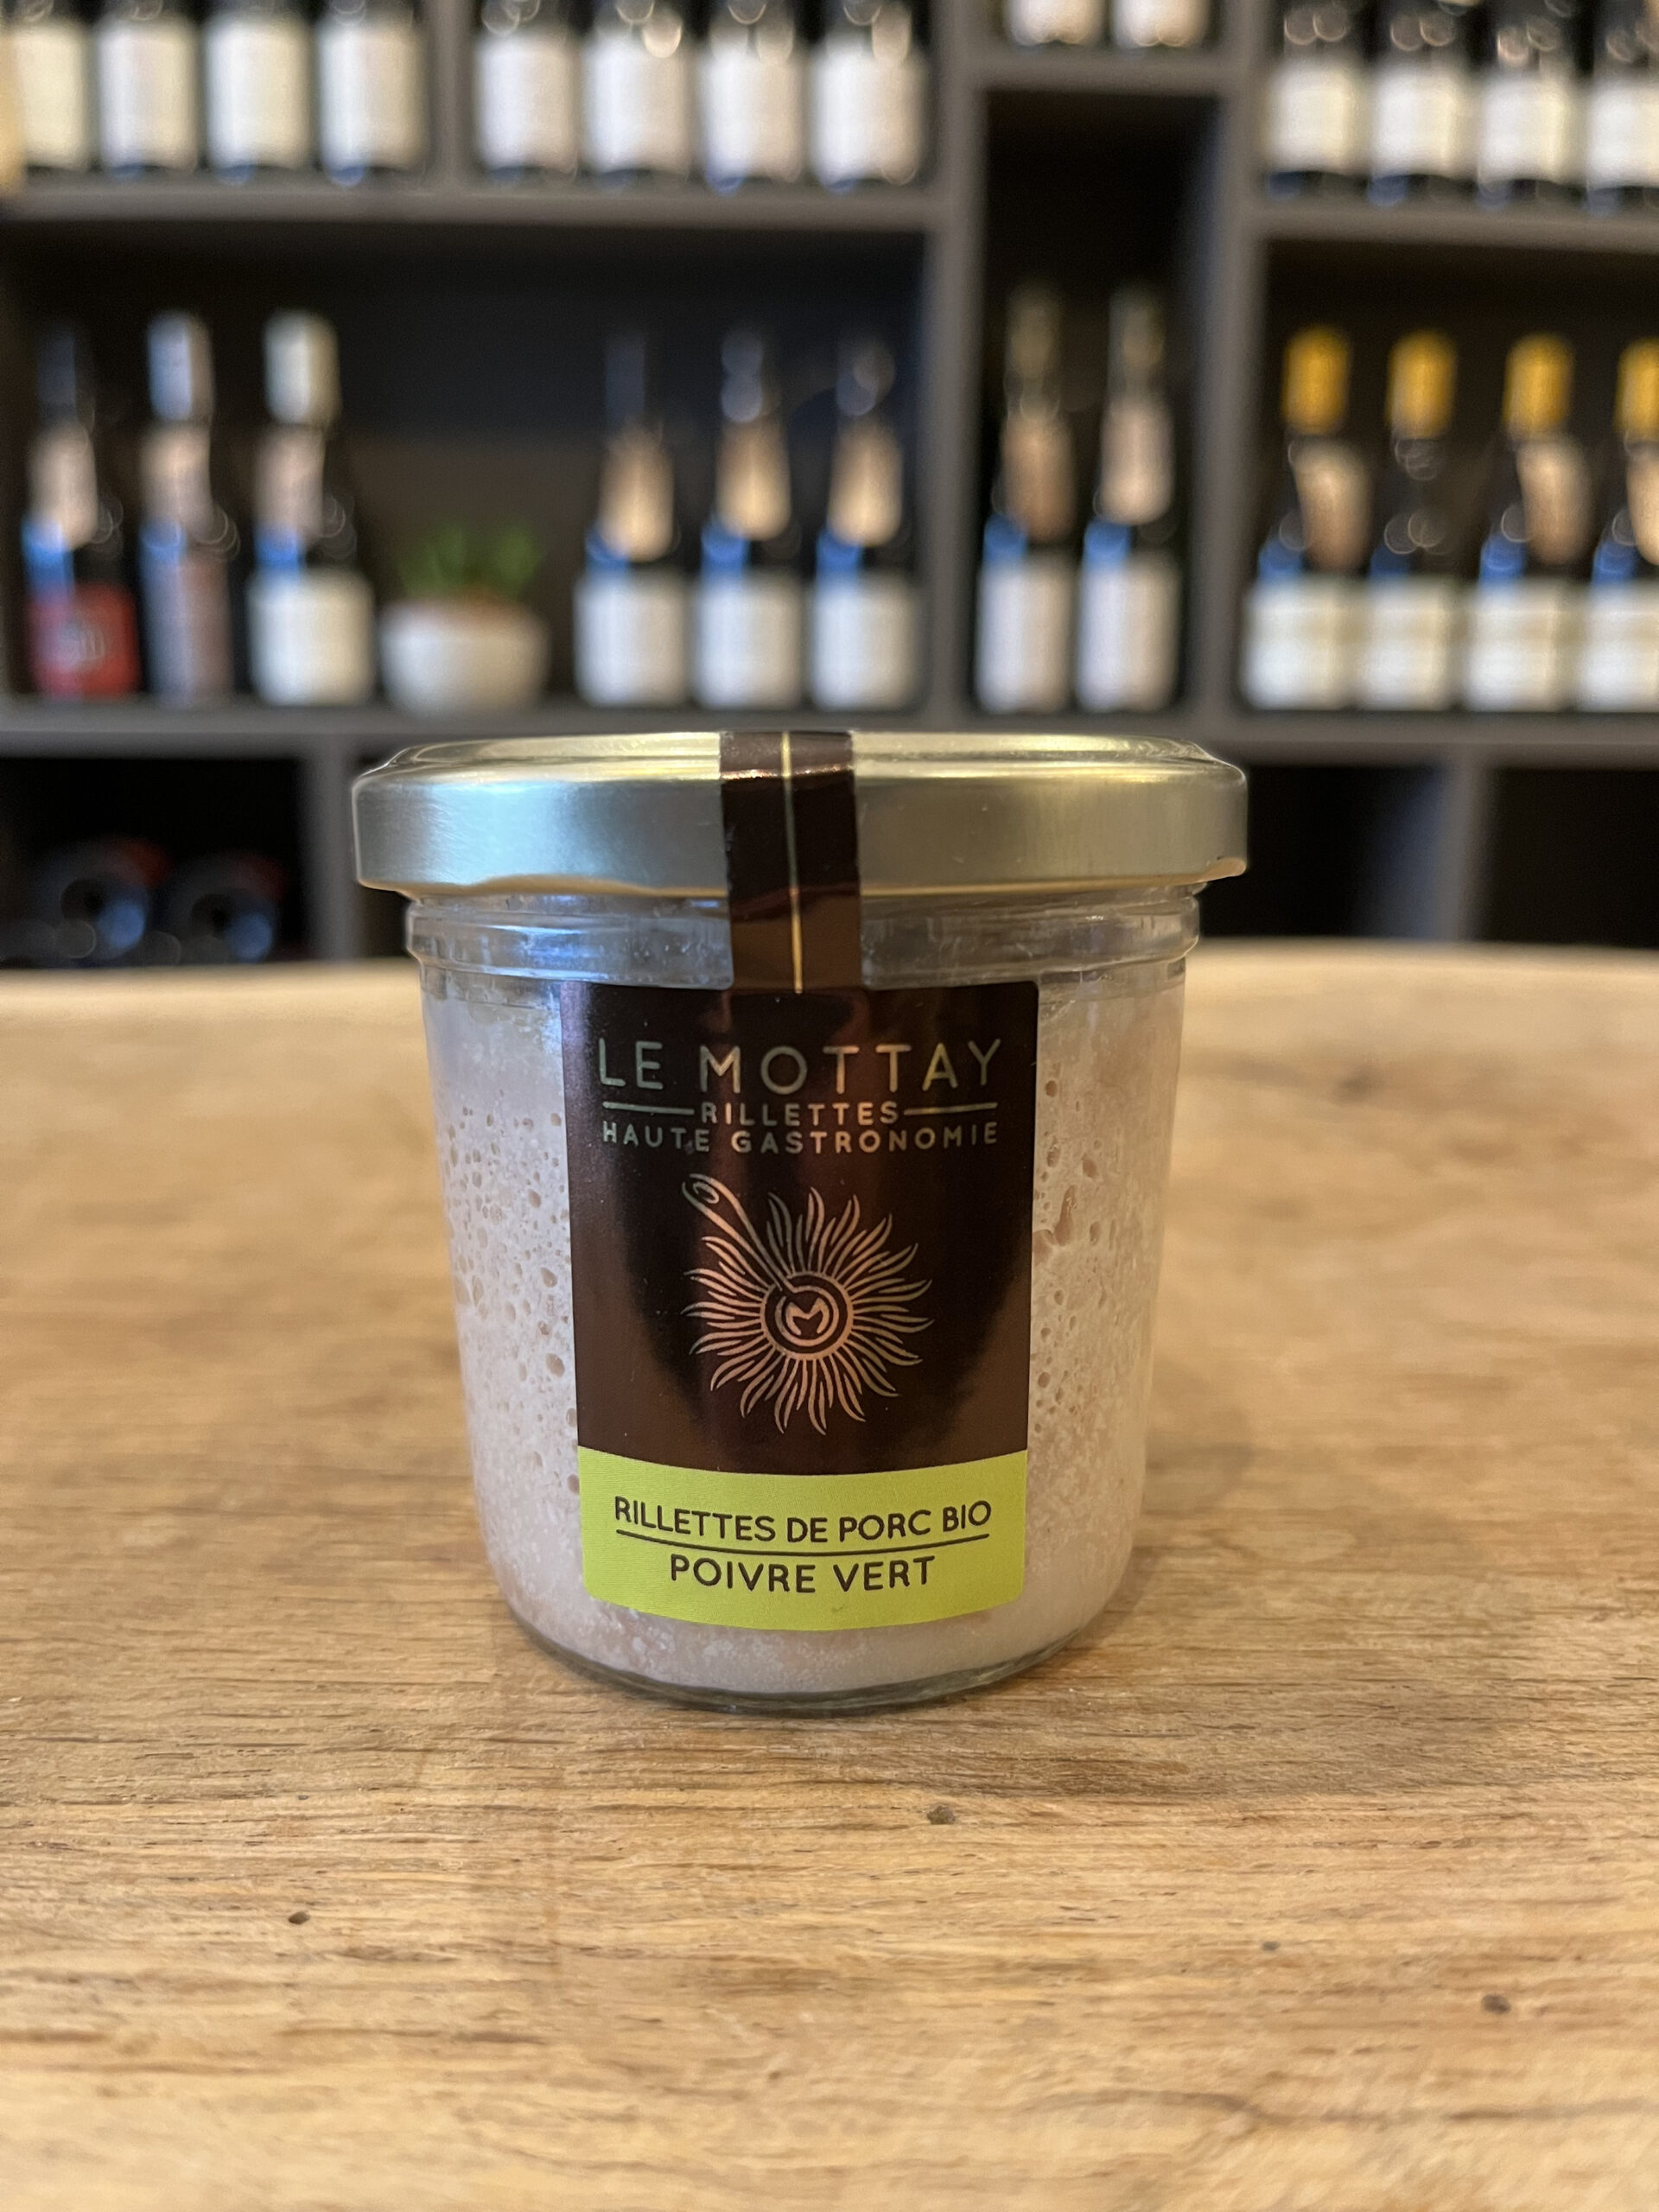 LE MOTTAY
RILLETTES
HAUTE GASTRONOMIE
M
RILLETTES DE PORC BIO
POIVRE VERT